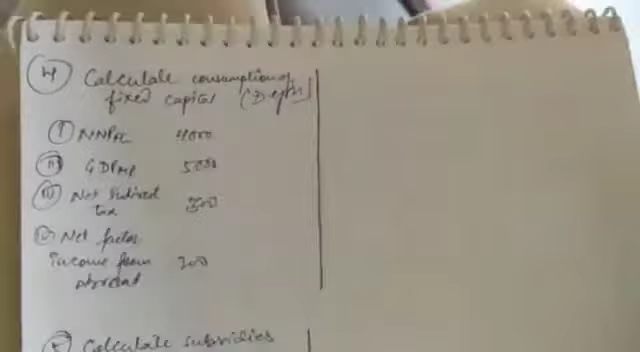 4 Calculate consumption of
fixed capital (Depn)
(i) NNPFC 4000
(ii) GDPMP 5000
(iii) Net Indirect
tax 300
(iv) Net factor
income from 200
abroad
5 Calculate subsidies